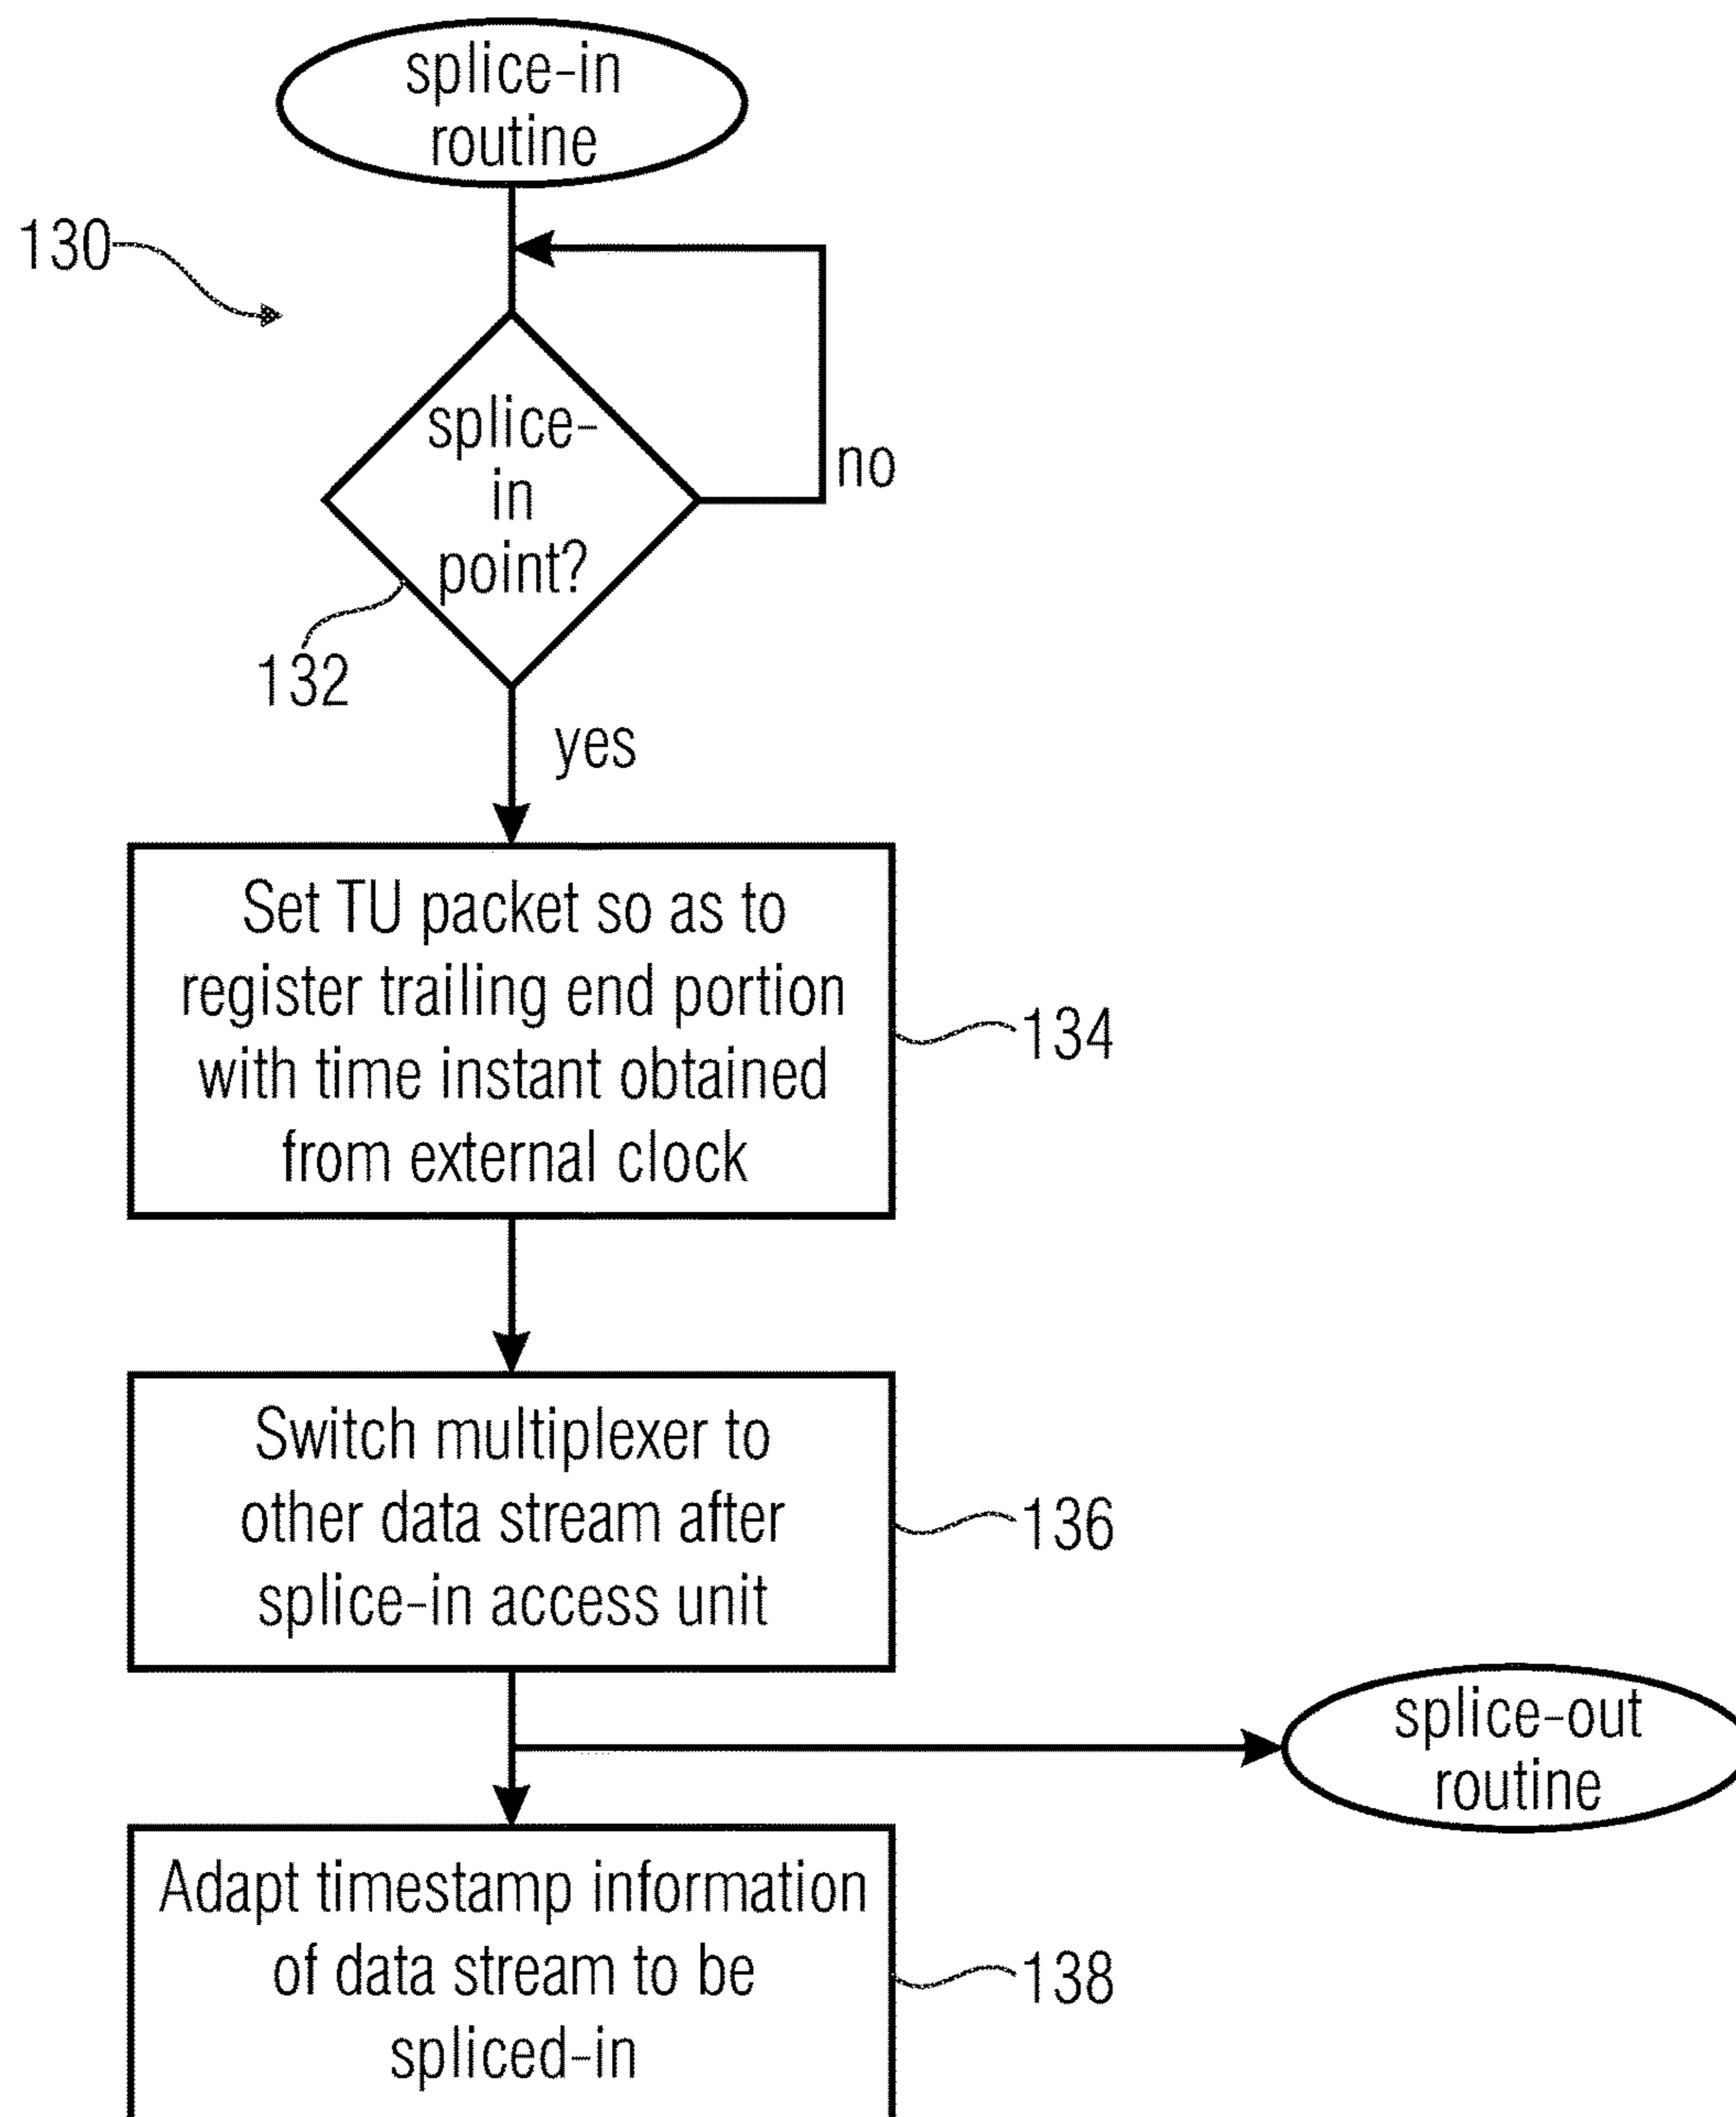 splice-in
routine
130
splice-
in
point?
no
132
yes
Set TU packet so as to
register trailing end portion
with time instant obtained
from external clock
134
Switch multiplexer to
other data stream after
splice-in access unit
136
splice-out
routine
Adapt timestamp information
of data stream to be
spliced-in
138